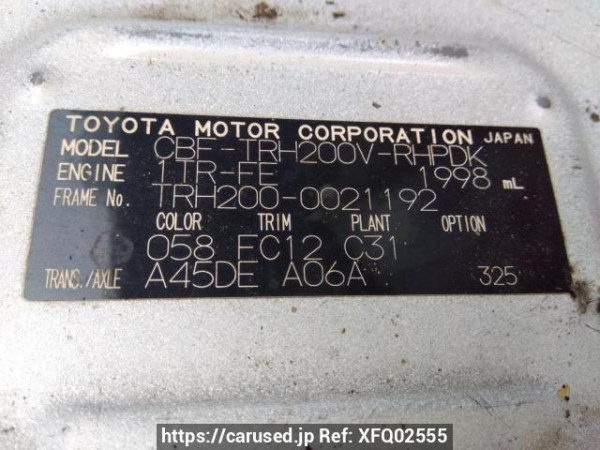 TOYOTA MOTOR CORPORATION JAPAN
MODEL CBF-TRH200V-RHPDK
ENGINE 1TR-FE 1998 mL
FRAME No. TRH200-0021192
COLOR TRIM PLANT OPTION
058 FC12 C31
TRANS./AXLE A45DE A06A 325
https://carused.jp Ref: XFQ02555